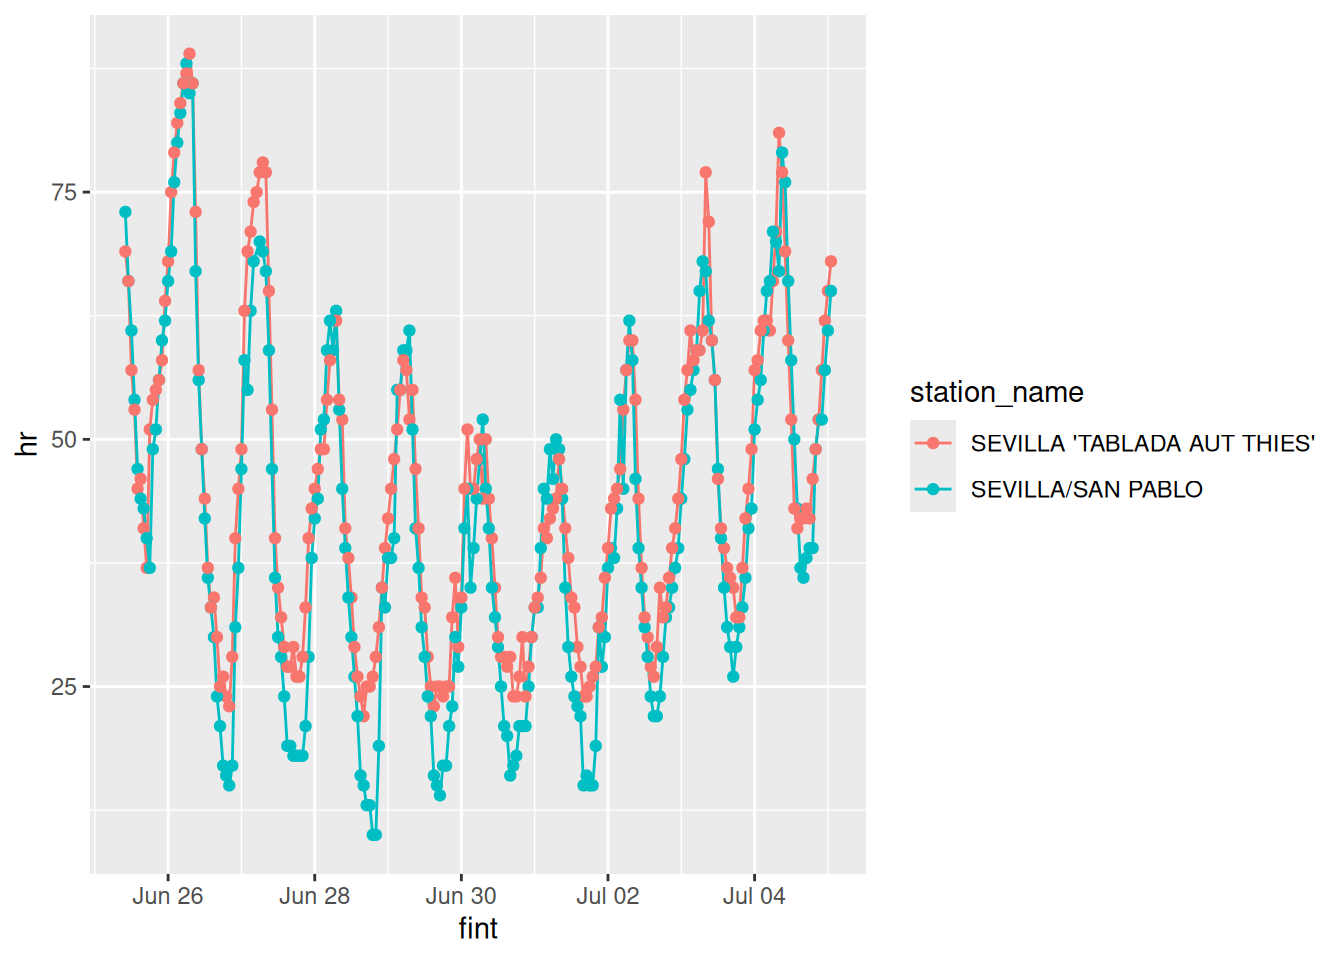 75
50
25
hr
Jun 26
Jun 28
Jun 30
Jul 02
Jul 04
fint
station_name
SEVILLA 'TABLADA AUT THIES'
SEVILLA/SAN PABLO